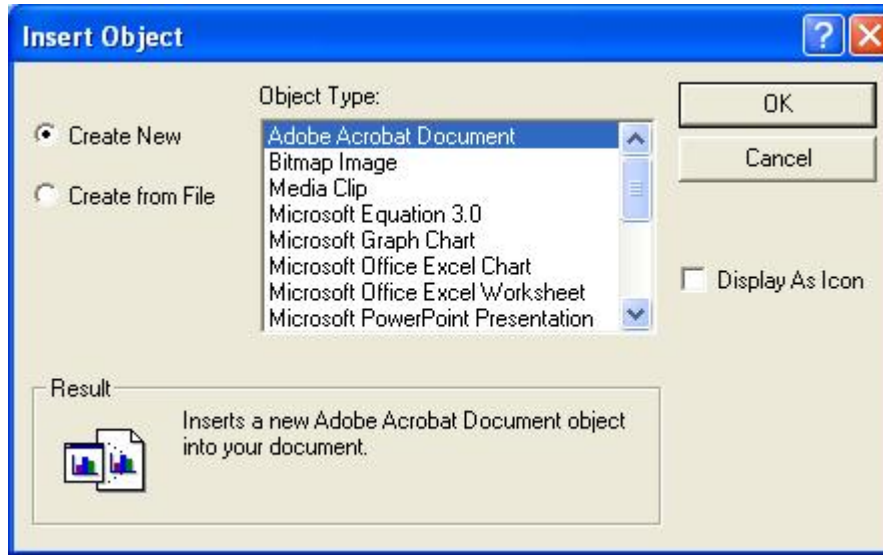 Insert Object
Object Type:
Create New
Create from File
Adobe Acrobat Document
Bitmap Image
Media Clip
Microsoft Equation 3.0
Microsoft Graph Chart
Microsoft Office Excel Chart
Microsoft Office Excel Worksheet
Microsoft PowerPoint Presentation
OK
Cancel
Display As Icon
Result
Inserts a new Adobe Acrobat Document object
into your document.